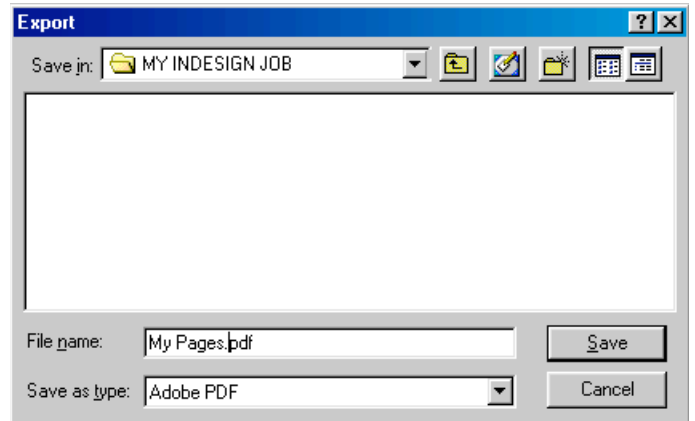 Export
Save in: MY INDESIGN JOB
File name: My Pages.pdf Save
Save as type: Adobe PDF Cancel